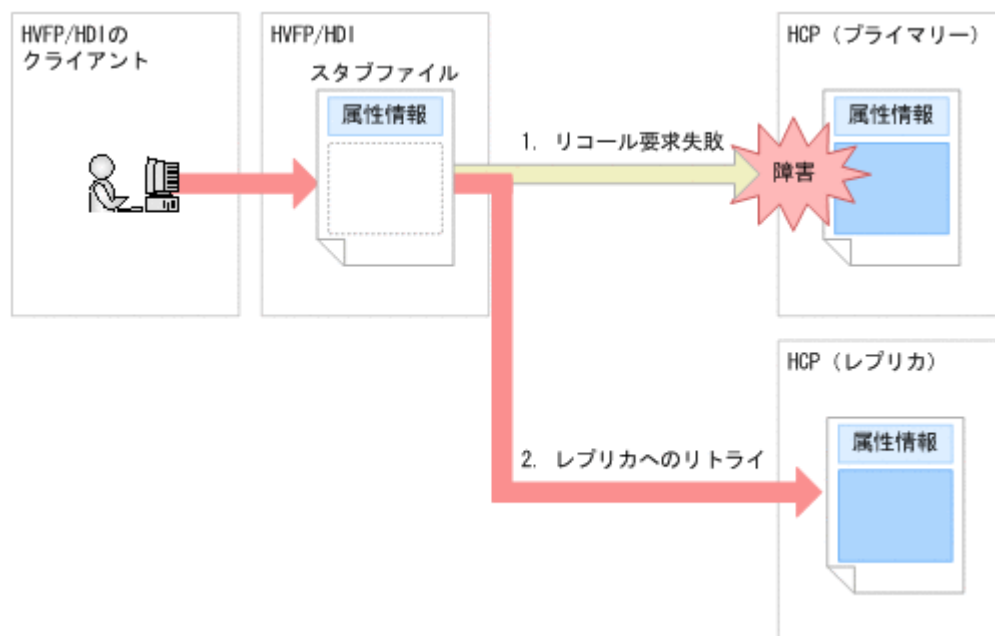 HVFP/HDIの
クライアント
HVFP/HDI
スタブファイル
属性情報
1. リコール要求失敗
HCP (プライマリー)
属性情報
障害
HCP (レプリカ)
属性情報
2. レプリカへのリトライ